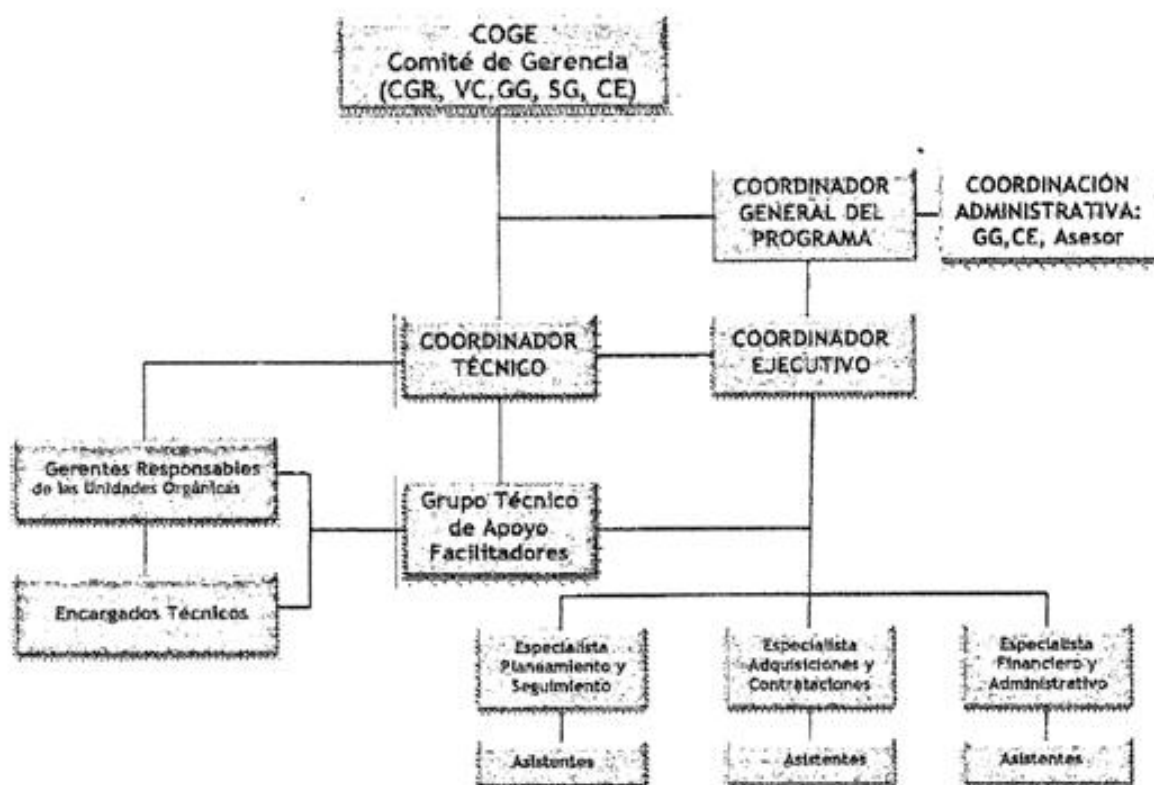 COGE
Comité de Gerencia
(CGR, VC,GG, SG, CE)
COORDINADOR
GENERAL DEL
PROGRAMA
COORDINACIÓN
ADMINISTRATIVA:
GG,CE, Asesor
COORDINADOR
TÉCNICO
COORDINADOR
EJECUTIVO
Gerentes Responsables
de las Unidades Orgánicas
Grupo Técnico
de Apoyo
Facilitadores
Encargados Técnicos
Especialista
Planeamiento y
Seguimiento
Especialista
Adquisiciones y
Contrataciones
Especialista
Financiero y
Administrativo
Asistentes
Asistentes
Asistentes